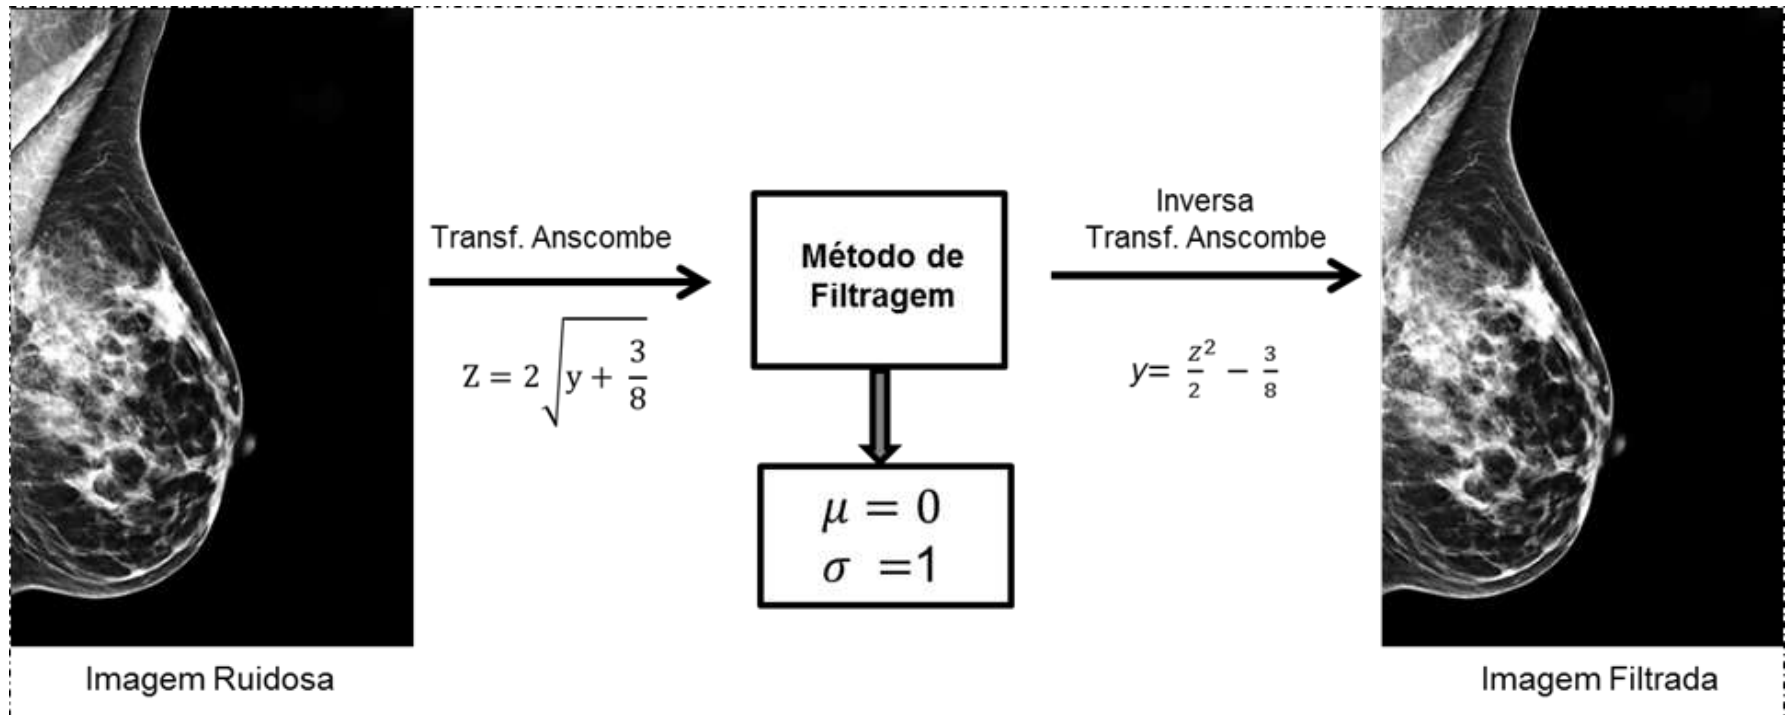 Transf. Anscombe
Z = 2√(y + 3/8)
Método de
Filtragem
μ = 0
σ =1
Inversa
Transf. Anscombe
y= z²/2 − 3/8
Imagem Ruidosa
Imagem Filtrada